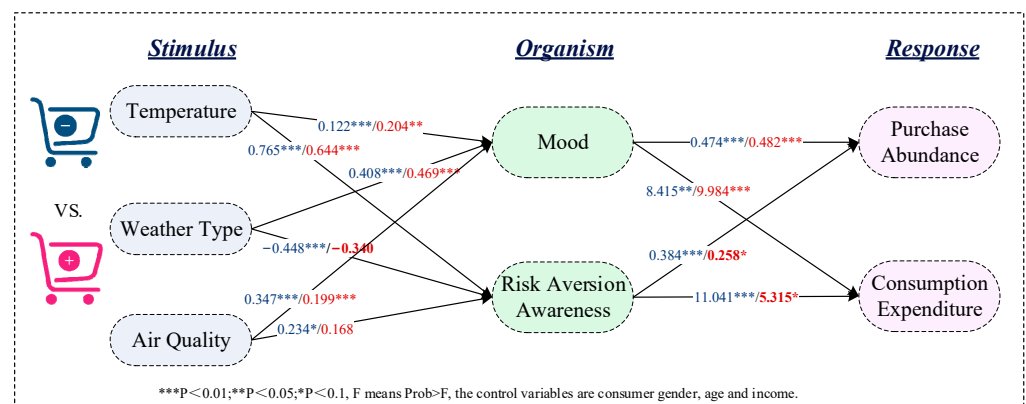 Stimulus
Organism
Response
Temperature
Weather Type
Air Quality
VS.
−
+
0.122***/0.204**
0.765***/0.644***
0.408***/0.469***
−0.448***/−0.340
0.347***/0.199***
0.234*/0.168
Mood
Risk Aversion
Awareness
0.474***/0.482***
8.415**/9.984***
0.384***/0.258*
11.041***/5.315*
Purchase
Abundance
Consumption
Expenditure
***P<0.01;**P<0.05;*P<0.1, F means Prob>F, the control variables are consumer gender, age and income.